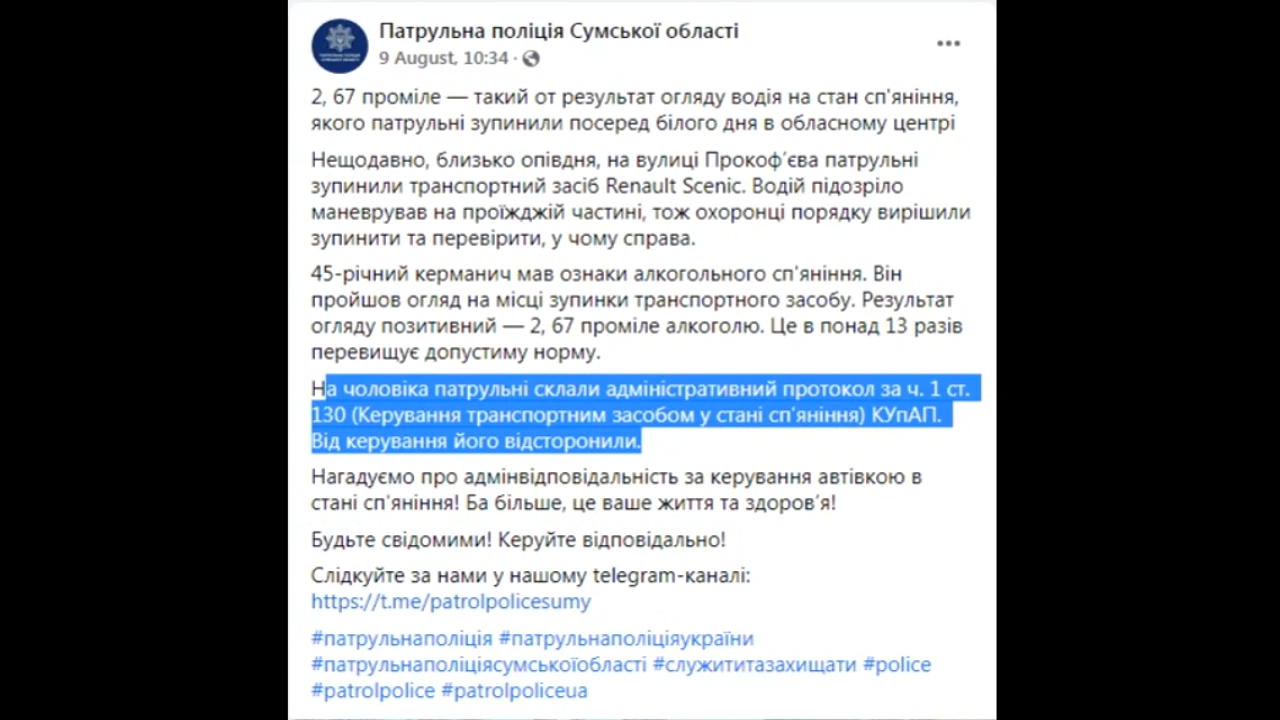 Патрульна поліція Сумської області
9 August, 10:34 ·
2, 67 проміле — такий от результат огляду водія на стан сп'яніння,
якого патрульні зупинили посеред білого дня в обласному центрі
Нещодавно, близько опівдня, на вулиці Прокоф’єва патрульні
зупинили транспортний засіб Renault Scenic. Водій підозріло
маневрував на проїжджій частині, тож охоронці порядку вирішили
зупинити та перевірити, у чому справа.
45-річний керманич мав ознаки алкогольного сп'яніння. Він
пройшов огляд на місці зупинки транспортного засобу. Результат
огляду позитивний — 2, 67 проміле алкоголю. Це в понад 13 разів
перевищує допустиму норму.
На чоловіка патрульні склали адміністративний протокол за ч. 1 ст.
130 (Керування транспортним засобом у стані сп'яніння) КУпАП.
Від керування його відсторонили.
Нагадуємо про адмінвідповідальність за керування автівкою в
стані сп'яніння! Ба більше, це ваше життя та здоров’я!
Будьте свідомими! Керуйте відповідально!
Слідкуйте за нами у нашому telegram-каналі:
https://t.me/patrolpolicesumy
#патрульнаполіція #патрульнаполіціяукраїни
#патрульнаполіціясумськоїобласті #служититазахищати #police
#patrolpolice #patrolpoliceua